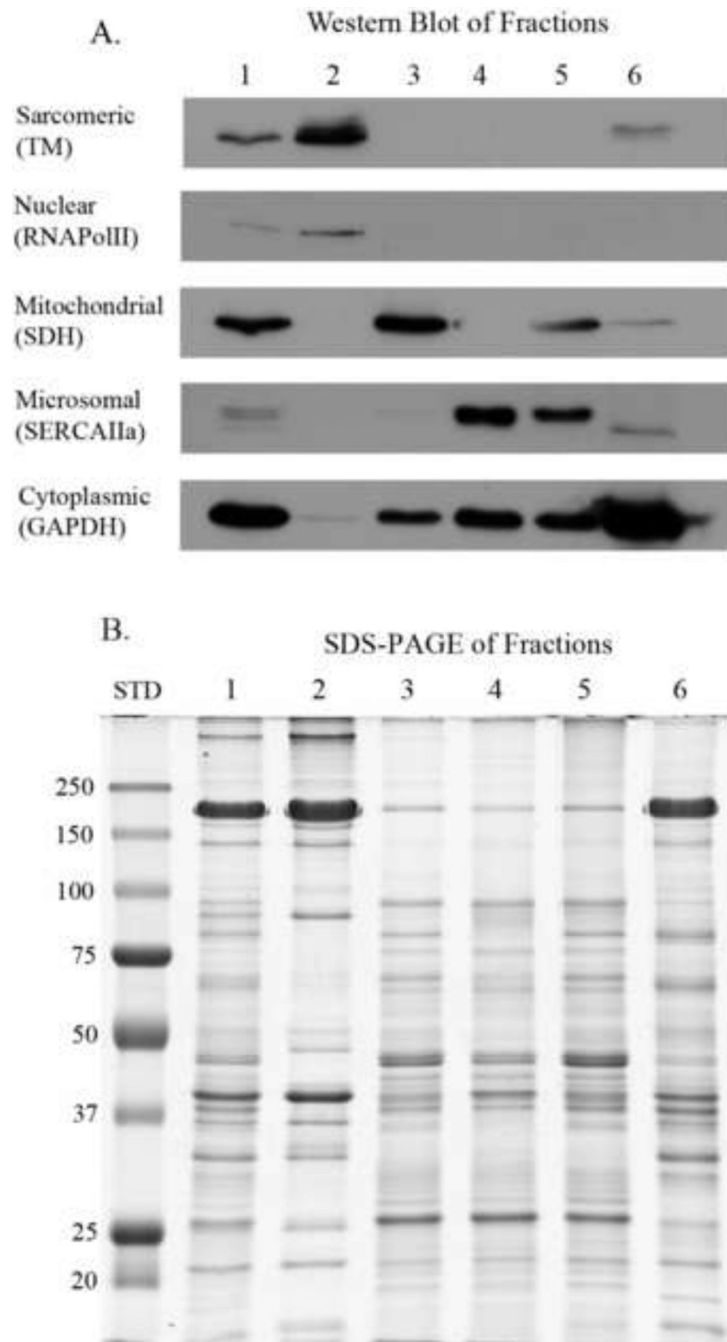 A.
Western Blot of Fractions
1 2 3 4 5 6
Sarcomeric
(TM)
Nuclear
(RNAPolII)
Mitochondrial
(SDH)
Microsomal
(SERCAIIa)
Cytoplasmic
(GAPDH)
B.
SDS-PAGE of Fractions
STD 1 2 3 4 5 6
250
150
100
75
50
37
25
20